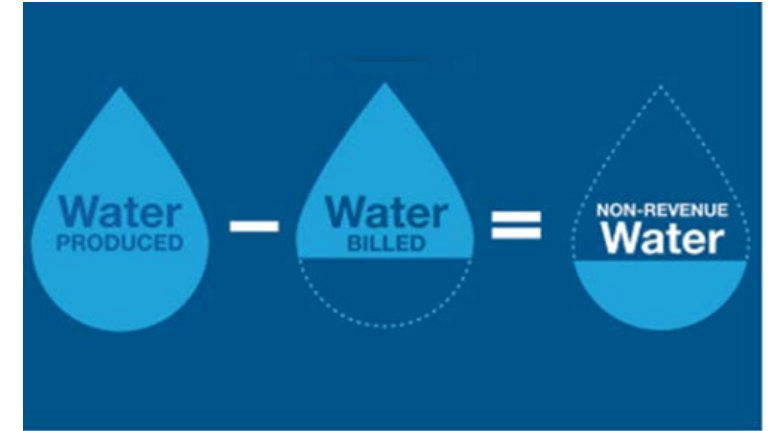 Water
PRODUCED
−
Water
BILLED
=
NON-REVENUE
Water